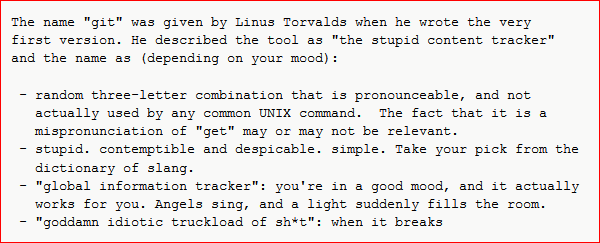 The name "git" was given by Linus Torvalds when he wrote the very
first version. He described the tool as "the stupid content tracker"
and the name as (depending on your mood):
- random three-letter combination that is pronounceable, and not
actually used by any common UNIX command.  The fact that it is a
mispronunciation of "get" may or may not be relevant.
- stupid. contemptible and despicable. simple. Take your pick from the
dictionary of slang.
- "global information tracker": you're in a good mood, and it actually
works for you. Angels sing, and a light suddenly fills the room.
- "goddamn idiotic truckload of sh*t": when it breaks